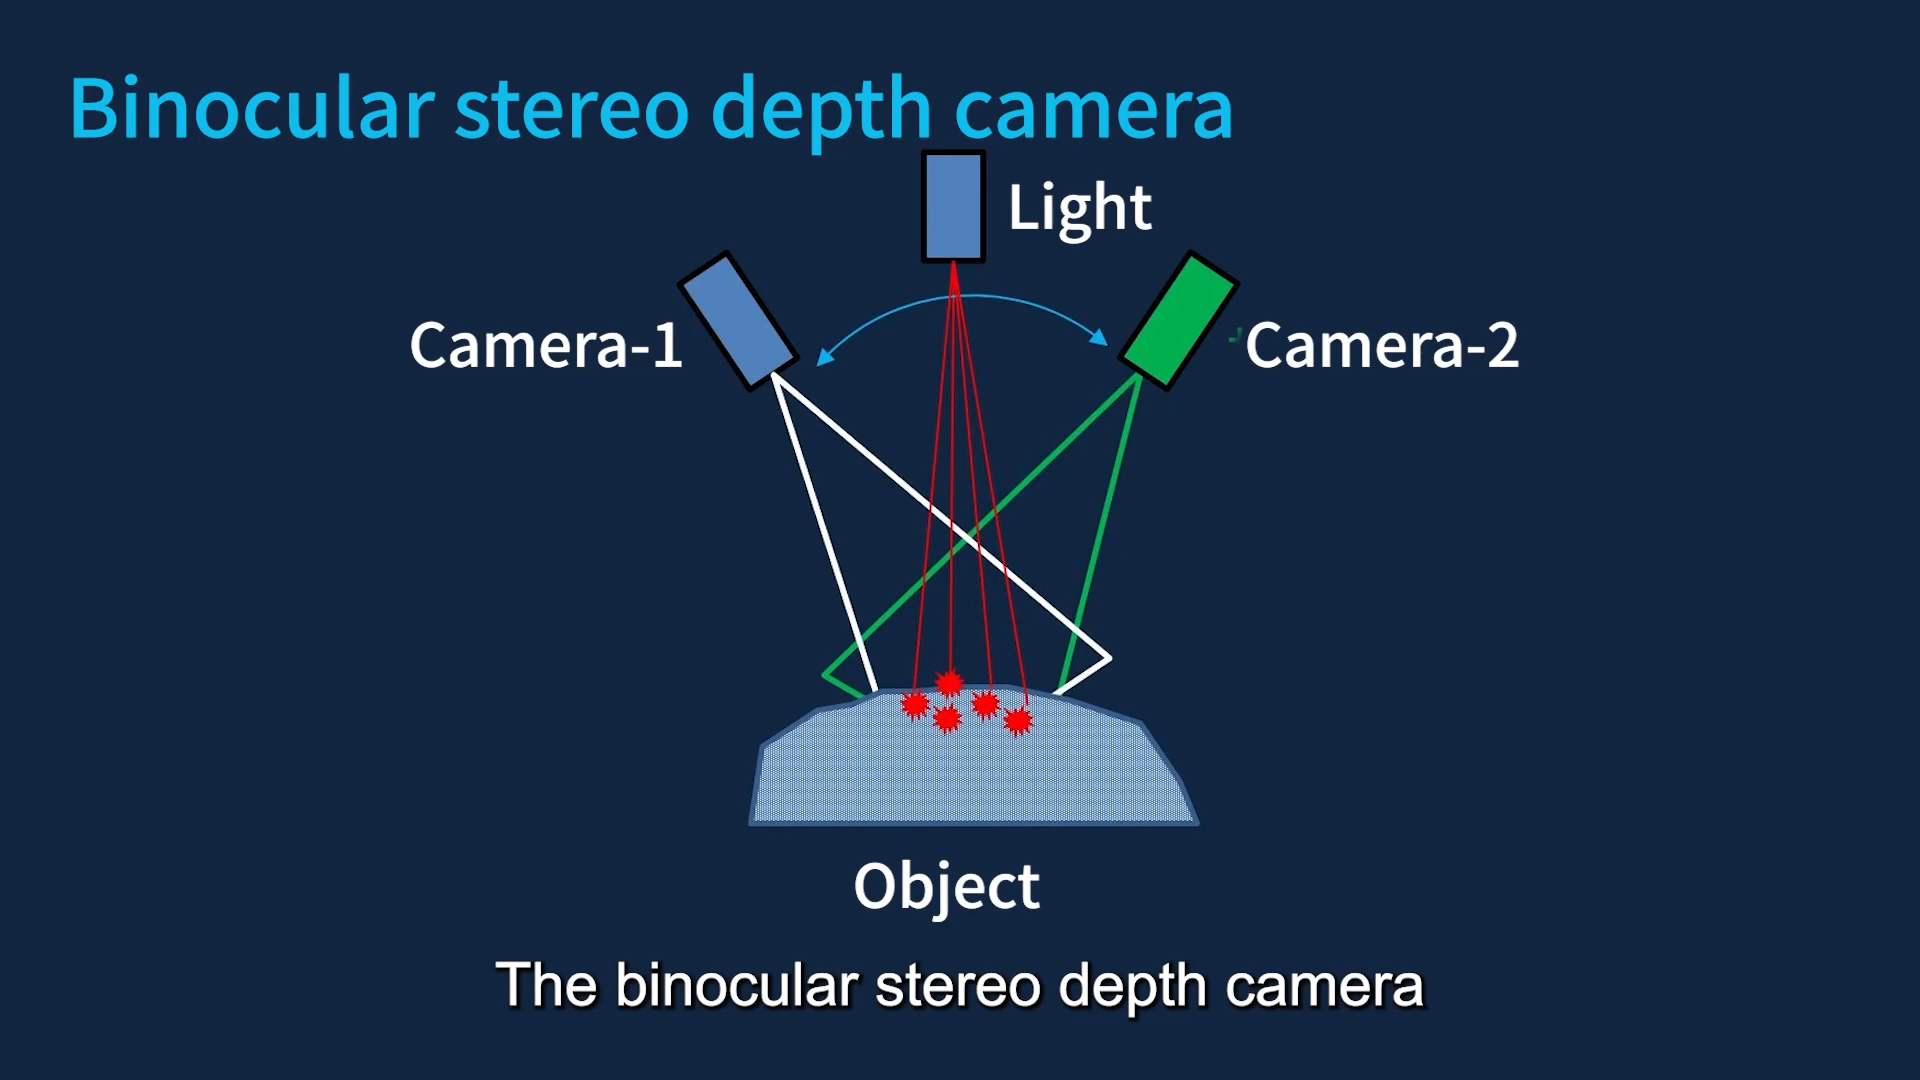 Binocular stereo depth camera
Light
Camera-1
Camera-2
Object
The binocular stereo depth camera